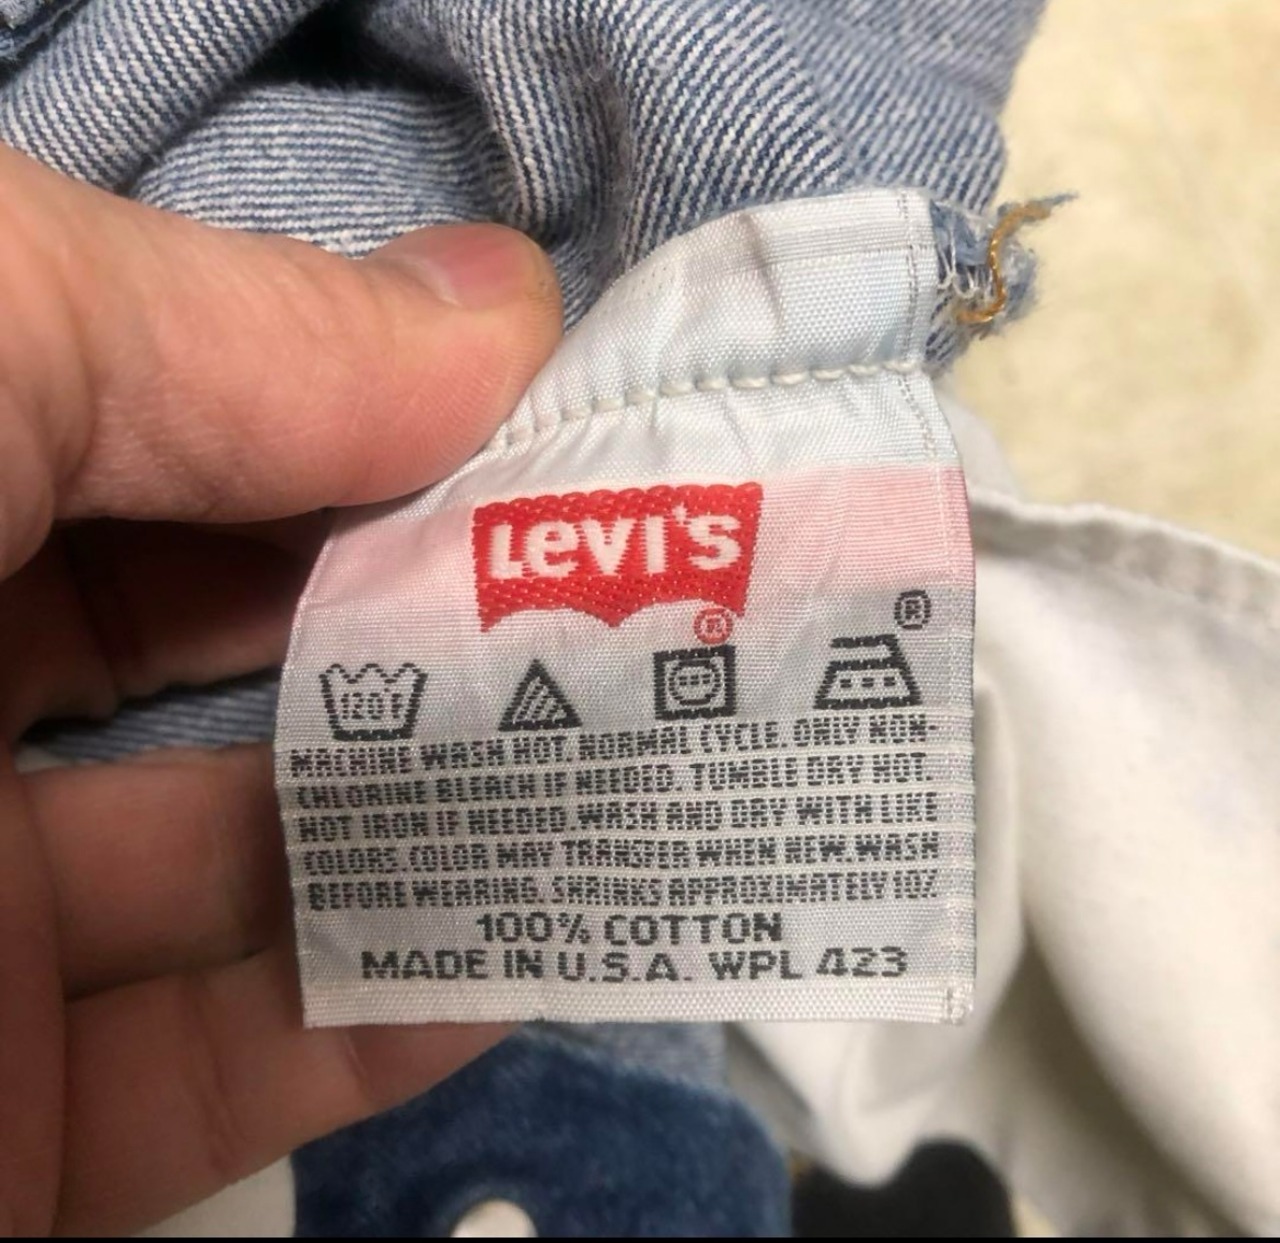 Levi's
®
®
120°F
MACHINE WASH HOT. NORMAL CYCLE. ONLY NON-
CHLORINE BLEACH IF NEEDED. TUMBLE DRY HOT.
HOT IRON IF NEEDED. WASH AND DRY WITH LIKE
COLORS. COLOR MAY TRANSFER WHEN NEW. WASH
BEFORE WEARING. SHRINKS APPROXIMATELY 10%.
100% COTTON
MADE IN U.S.A. WPL 423